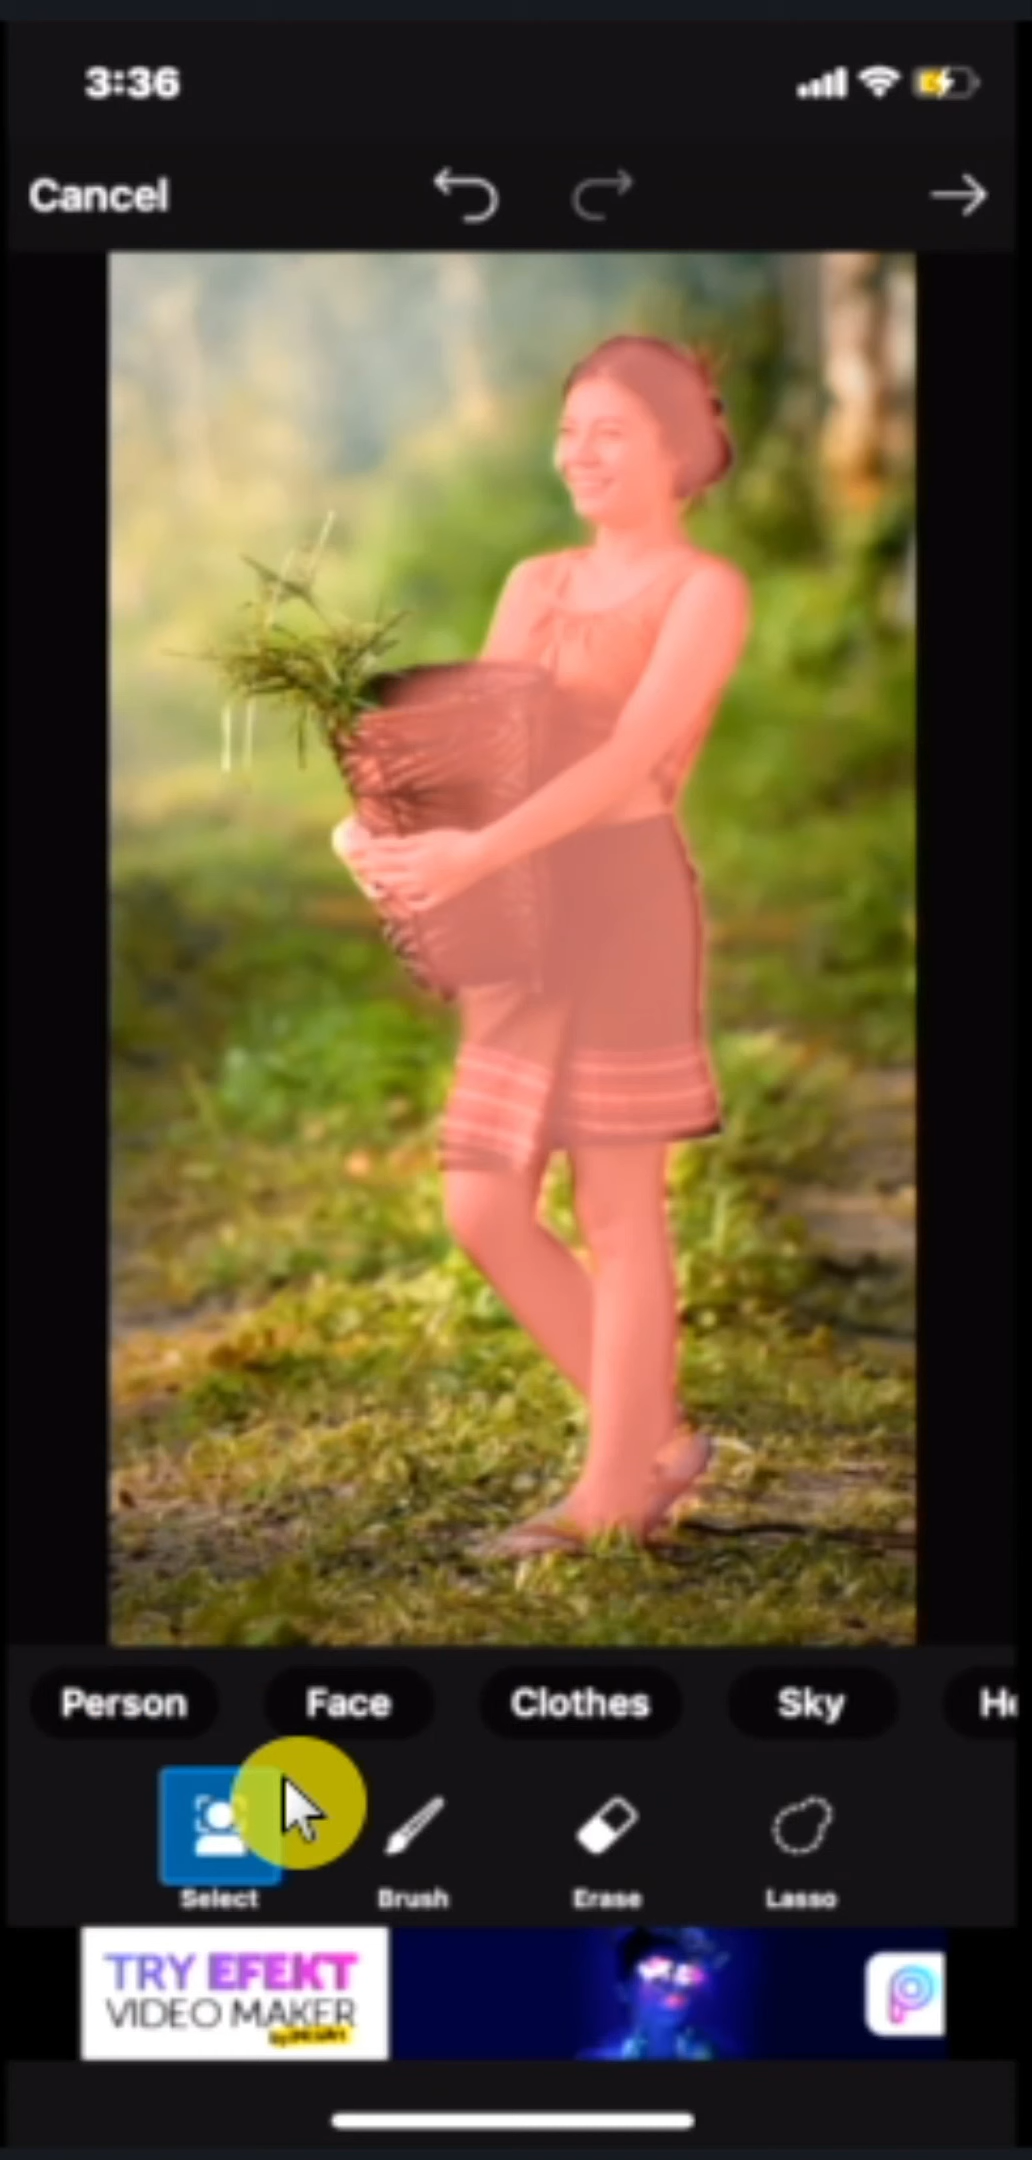 3:36
Cancel
Person Face Clothes Sky
Select Brush Erase Lasso
TRY EFEKT
VIDEO MAKER